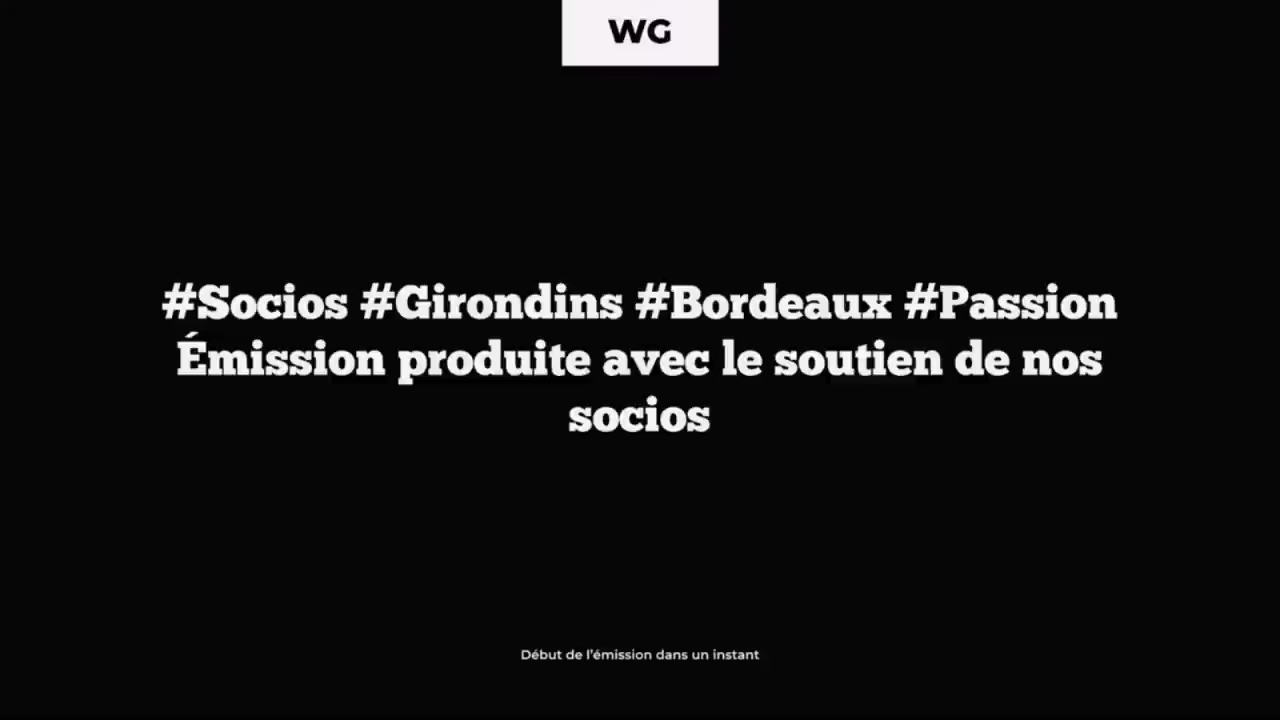 WG
#Socios #Girondins #Bordeaux #Passion
Émission produite avec le soutien de nos
socios
Début de l'émission dans un instant